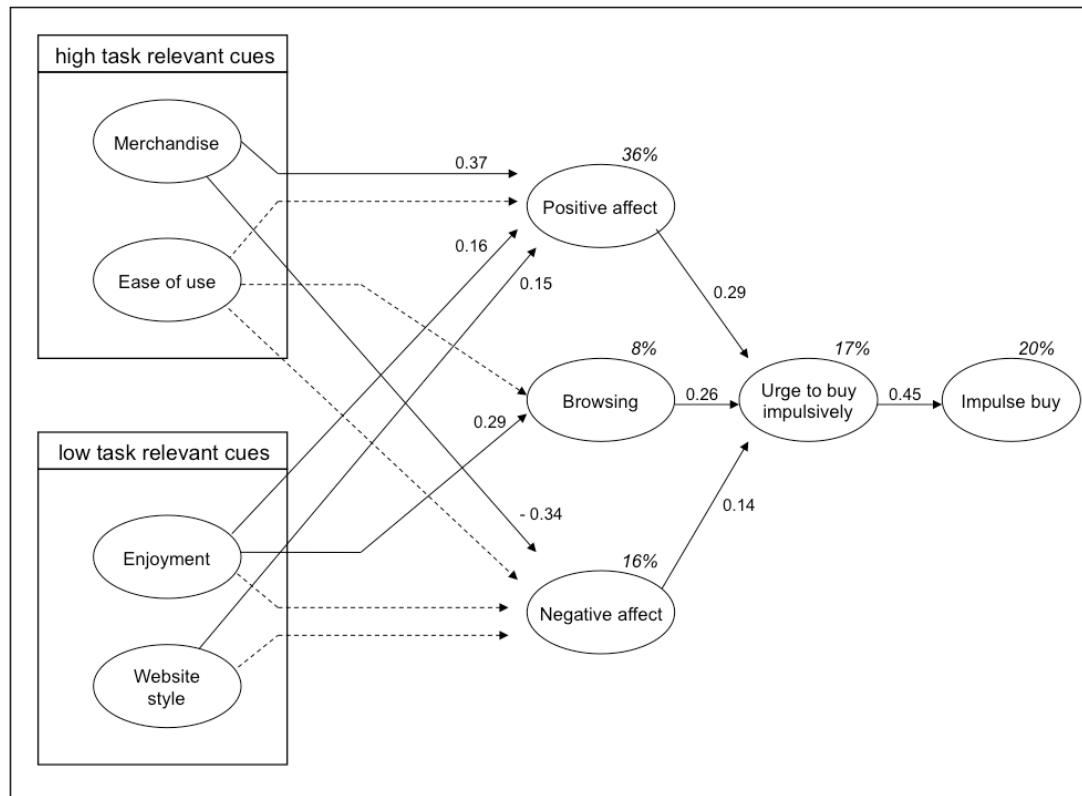 high task relevant cues
Merchandise
Ease of use
low task relevant cues
Enjoyment
Website
style
0.37
0.16
0.15
0.29
- 0.34
36%
Positive affect
8%
Browsing
16%
Negative affect
0.29
0.26
0.14
17%
Urge to buy
impulsively
0.45
20%
Impulse buy